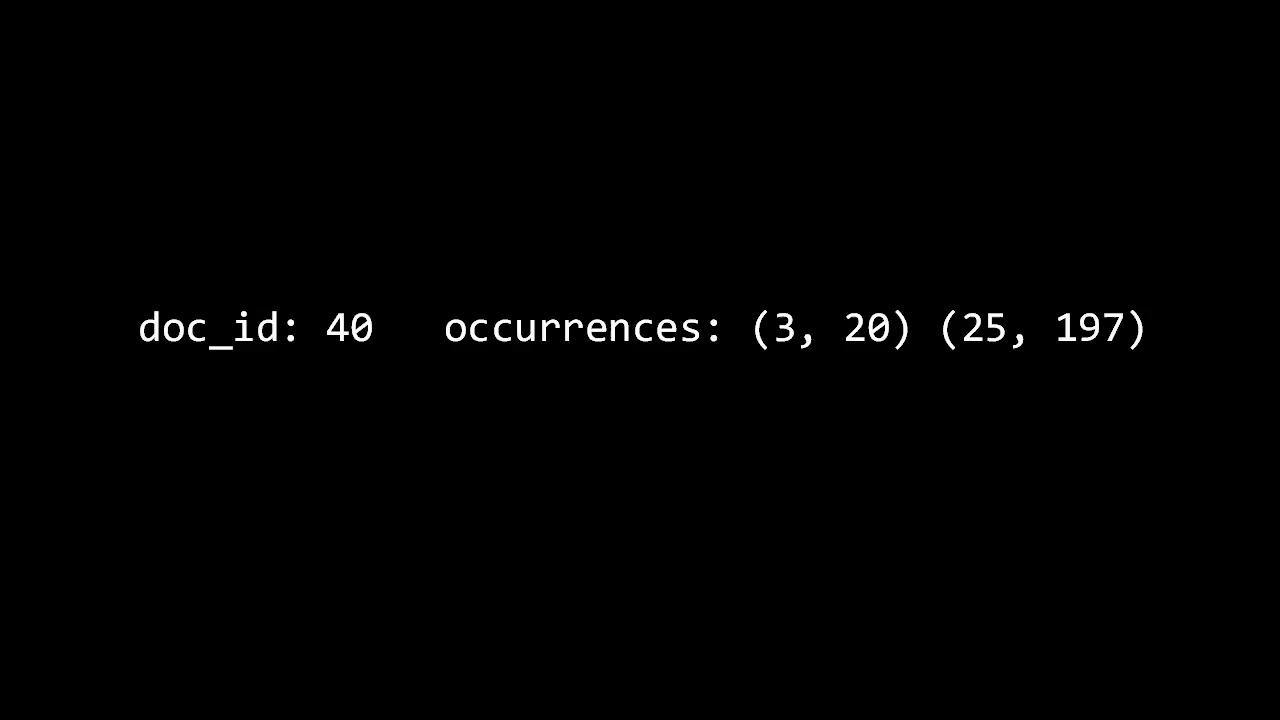 doc_id: 40   occurrences: (3, 20) (25, 197)